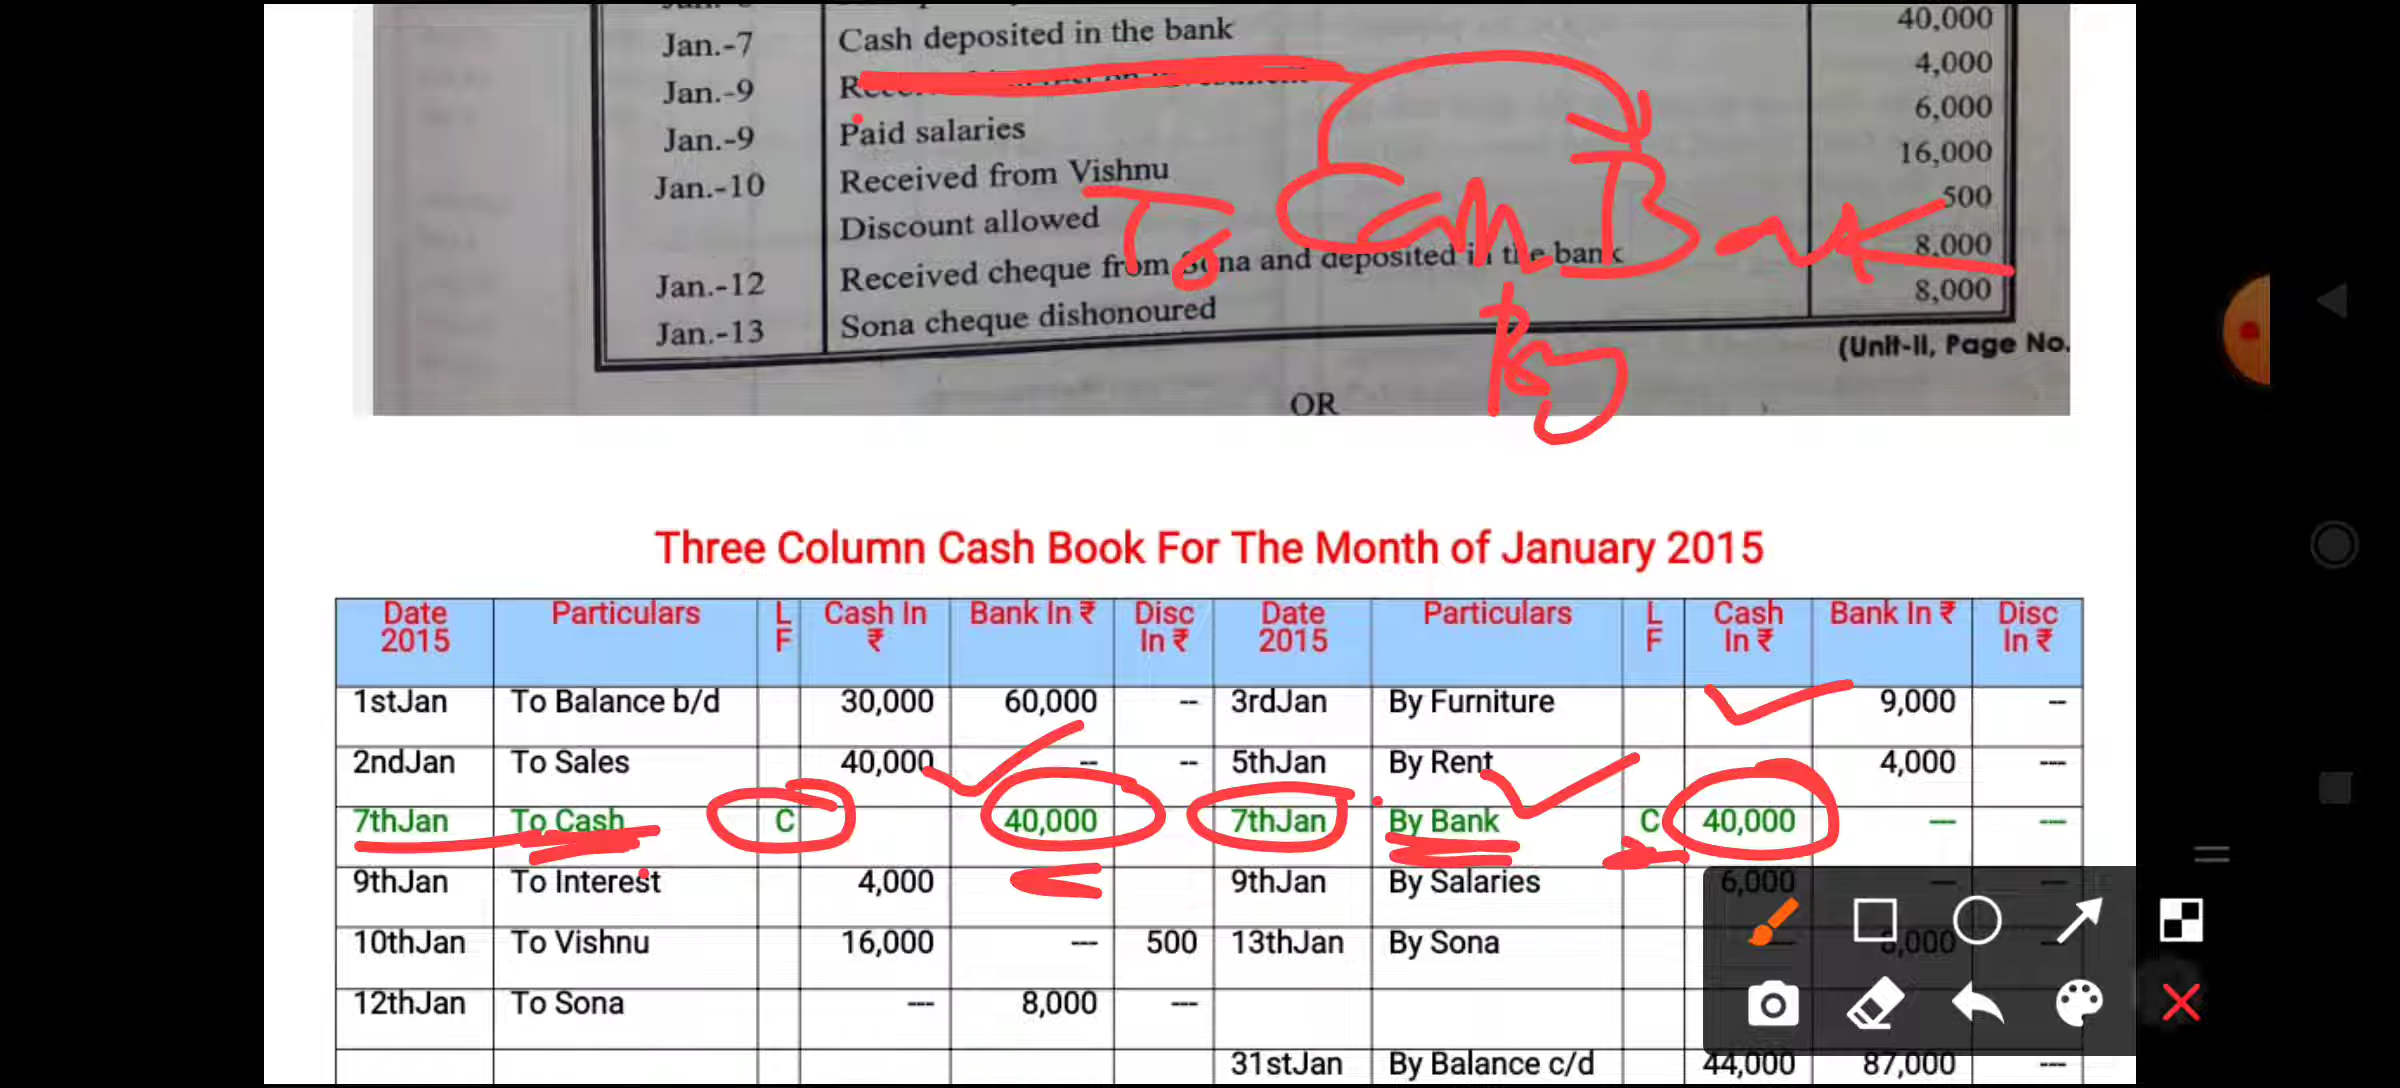 40,000
Jan.-7 Cash deposited in the bank 4,000
Jan.-9 6,000
Jan.-9 Paid salaries 16,000
Jan.-10 Received from Vishnu 500
Discount allowed 8,000
Jan.-12 Received cheque from Sona and deposited in the bank 8,000
Jan.-13 Sona cheque dishonoured
(Unit-II, Page No.
OR
To Cash Bank
By
Three Column Cash Book For The Month of January 2015
Date 2015 Particulars L F Cash In ₹ Bank In ₹ Disc In ₹ Date 2015 Particulars L F Cash In ₹ Bank In ₹ Disc In ₹
1stJan To Balance b/d 30,000 60,000 -- 3rdJan By Furniture 9,000 --
2ndJan To Sales 40,000 -- -- 5thJan By Rent 4,000 ---
7thJan To Cash C 40,000 7thJan By Bank C 40,000 --- ---
9thJan To Interest 4,000 9thJan By Salaries 6,000 --- ---
10thJan To Vishnu 16,000 --- 500 13thJan By Sona --- 8,000 ---
12thJan To Sona --- 8,000 ---
31stJan By Balance c/d 44,000 87,000 ---